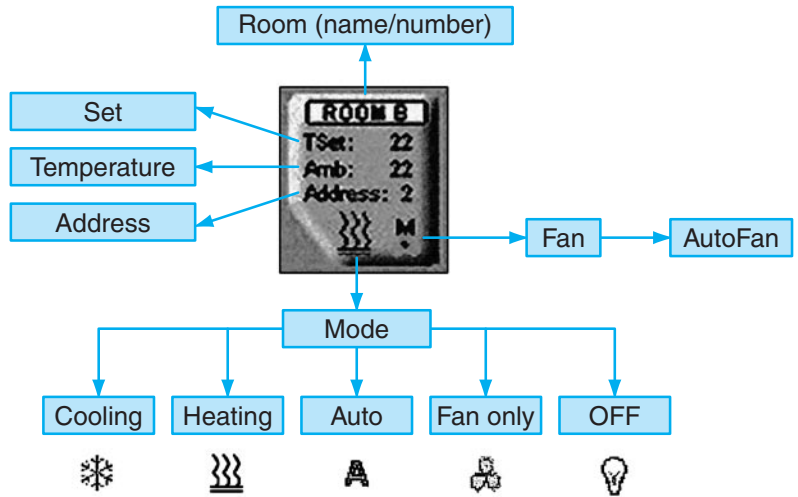 Room (name/number)
ROOM B
Set
TSet: 22
Temperature
Amb: 22
Address
Address: 2
M
Fan
AutoFan
Mode
Cooling
Heating
Auto
Fan only
OFF
A